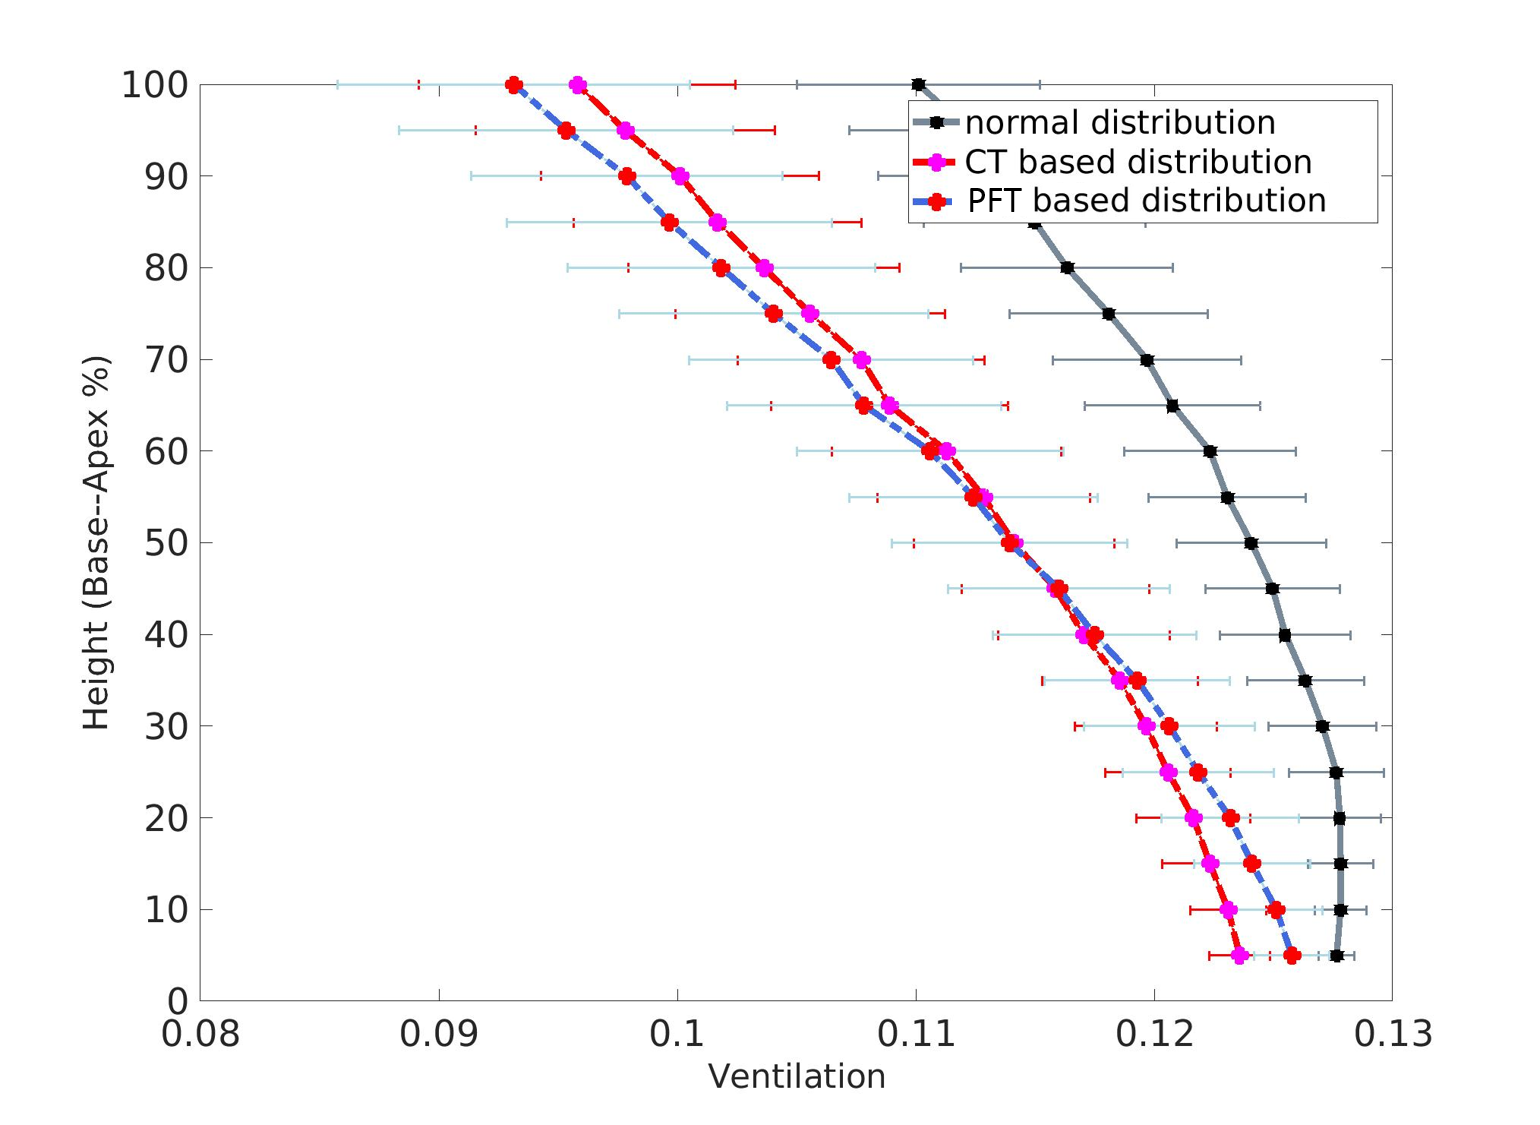 100
90
80
70
60
50
40
30
20
10
0
Height (Base--Apex %)
normal distribution
CT based distribution
PFT based distribution
0.08 0.09 0.1 0.11 0.12 0.13
Ventilation